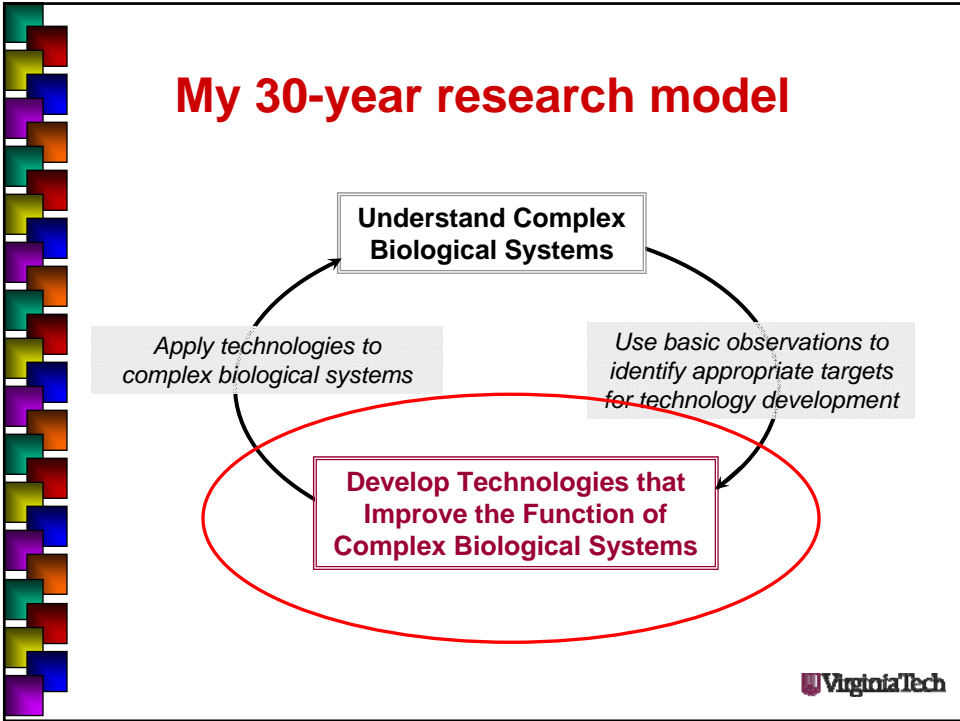 My 30-year research model
Understand Complex
Biological Systems
Apply technologies to
complex biological systems
Use basic observations to
identify appropriate targets
for technology development
Develop Technologies that
Improve the Function of
Complex Biological Systems
VirginiaTech